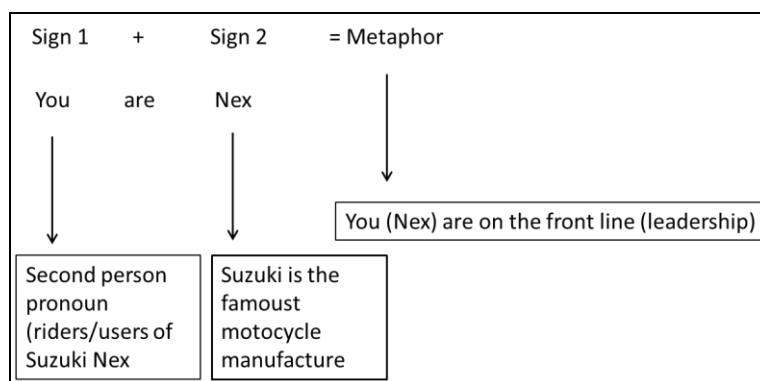 Sign 1 + Sign 2 = Metaphor
You are Nex
You (Nex) are on the front line (leadership)
Second person
pronoun
(riders/users of
Suzuki Nex
Suzuki is the
famoust
motocycle
manufacture